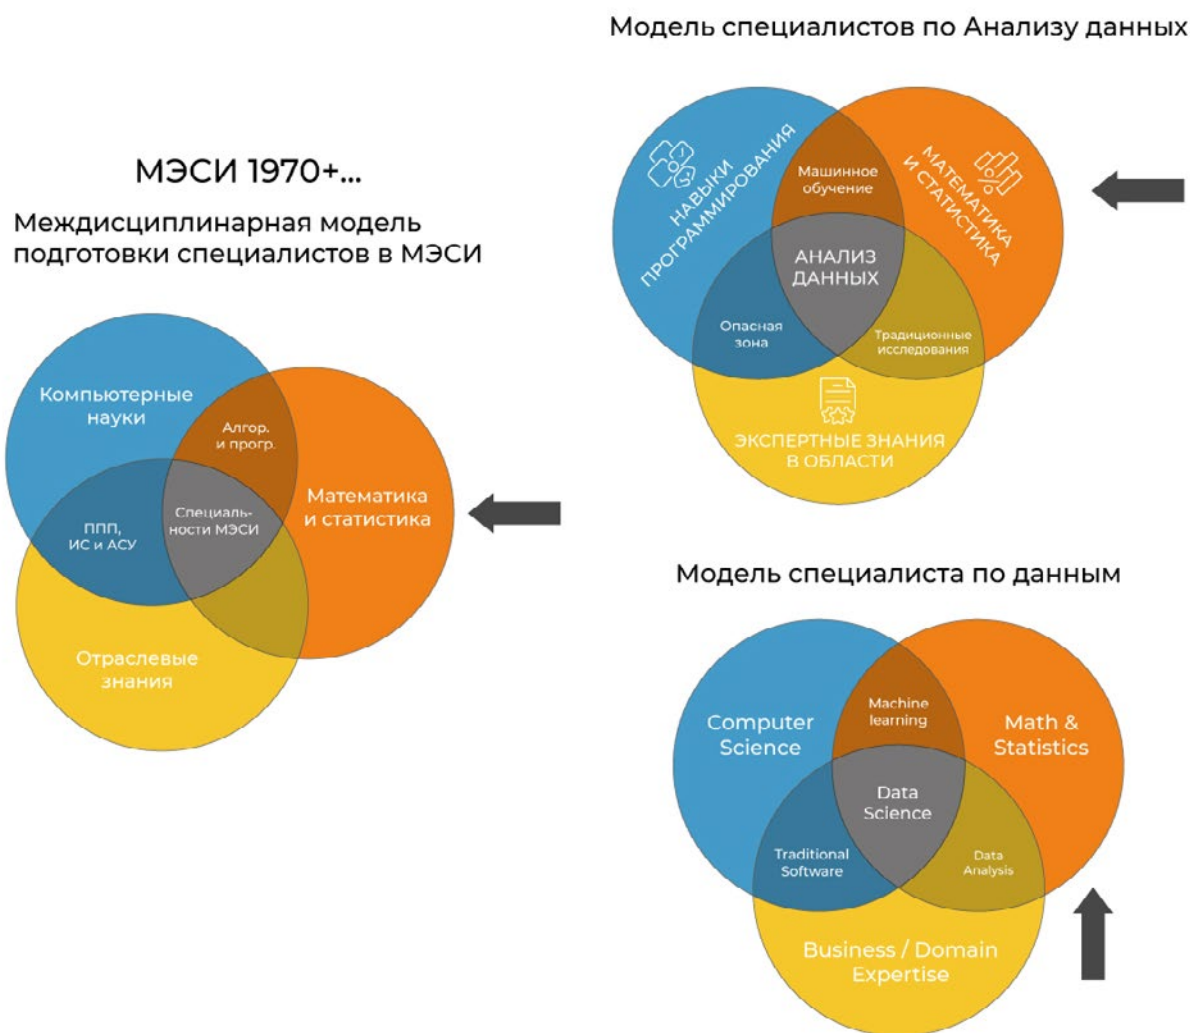 Модель специалистов по Анализу данных
НАВЫКИ
ПРОГРАММИРОВАНИЯ
Машинное
обучение
МАТЕМАТИКА
И СТАТИСТИКА
АНАЛИЗ
ДАННЫХ
Опасная
зона
Традиционные
исследования
ЭКСПЕРТНЫЕ ЗНАНИЯ
В ОБЛАСТИ
МЭСИ 1970+...
Междисциплинарная модель
подготовки специалистов в МЭСИ
Компьютерные
науки
Алгор.
и прогр.
Математика
и статистика
Специаль-
ности МЭСИ
ППП,
ИС и АСУ
Отраслевые
знания
Модель специалиста по данным
Computer
Science
Machine
learning
Math &
Statistics
Data
Science
Traditional
Software
Data
Analysis
Business / Domain
Expertise